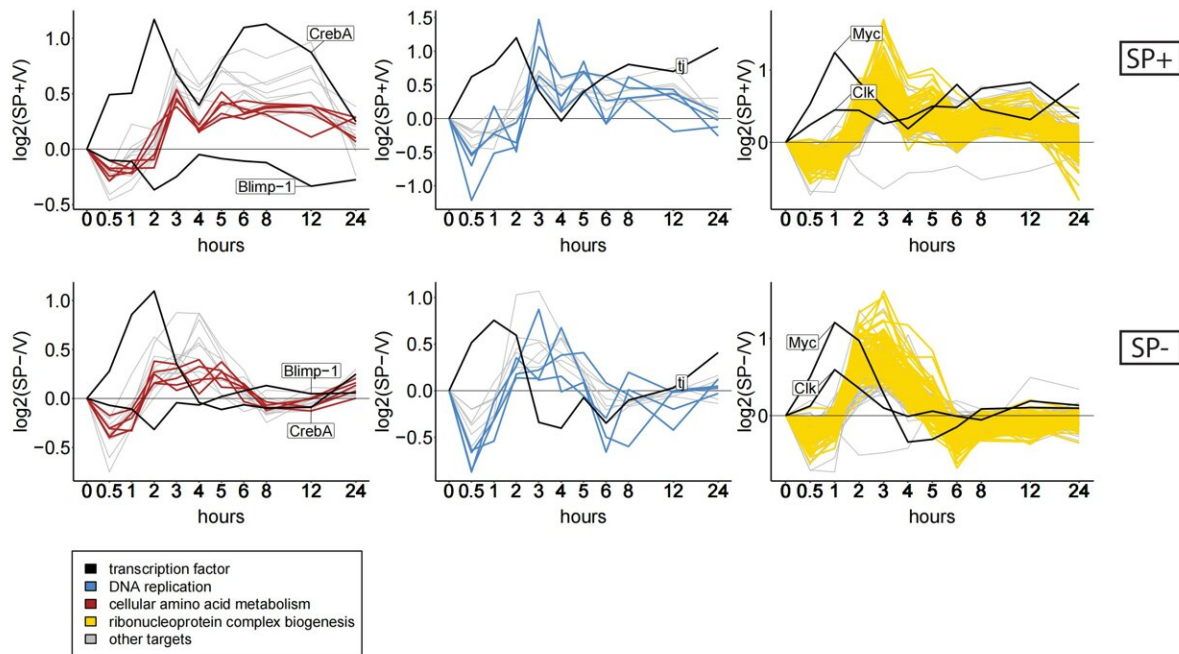 log2(SP+/V)
1.0
0.5
0.0
−0.5
CrebA
Blimp−1
0 0.5 1 2 3 4 5 6 8 12 24
hours
1.5
1.0
0.5
0.0
−0.5
−1.0
log2(SP+/V)
tj
0 0.5 1 2 3 4 5 6 8 12 24
hours
log2(SP+/V)
1
0
Myc
Clk
0 0.5 1 2 3 4 5 6 8 12 24
hours
SP+
log2(SP−/V)
1.0
0.5
0.0
−0.5
Blimp−1
CrebA
0 0.5 1 2 3 4 5 6 8 12 24
hours
log2(SP−/V)
1.0
0.5
0.0
−0.5
tj
0 0.5 1 2 3 4 5 6 8 12 24
hours
log2(SP−/V)
1
0
Myc
Clk
0 0.5 1 2 3 4 5 6 8 12 24
hours
SP-
transcription factor
DNA replication
cellular amino acid metabolism
ribonucleoprotein complex biogenesis
other targets